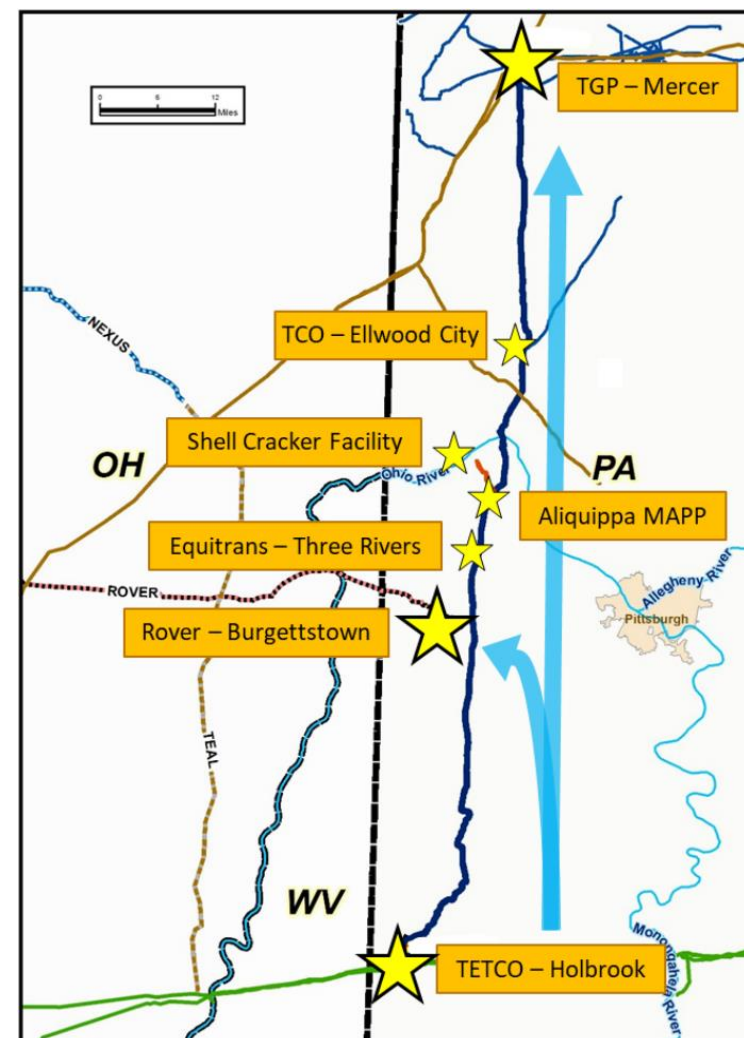 TGP – Mercer
0 6 12
Miles
NEXUS
TCO – Ellwood City
Shell Cracker Facility
OH
Ohio River
PA
Aliquippa MAPP
Equitrans – Three Rivers
Allegheny River
ROVER
Rover – Burgettstown
Pittsburgh
TEAL
WV
Monongahela River
TETCO – Holbrook